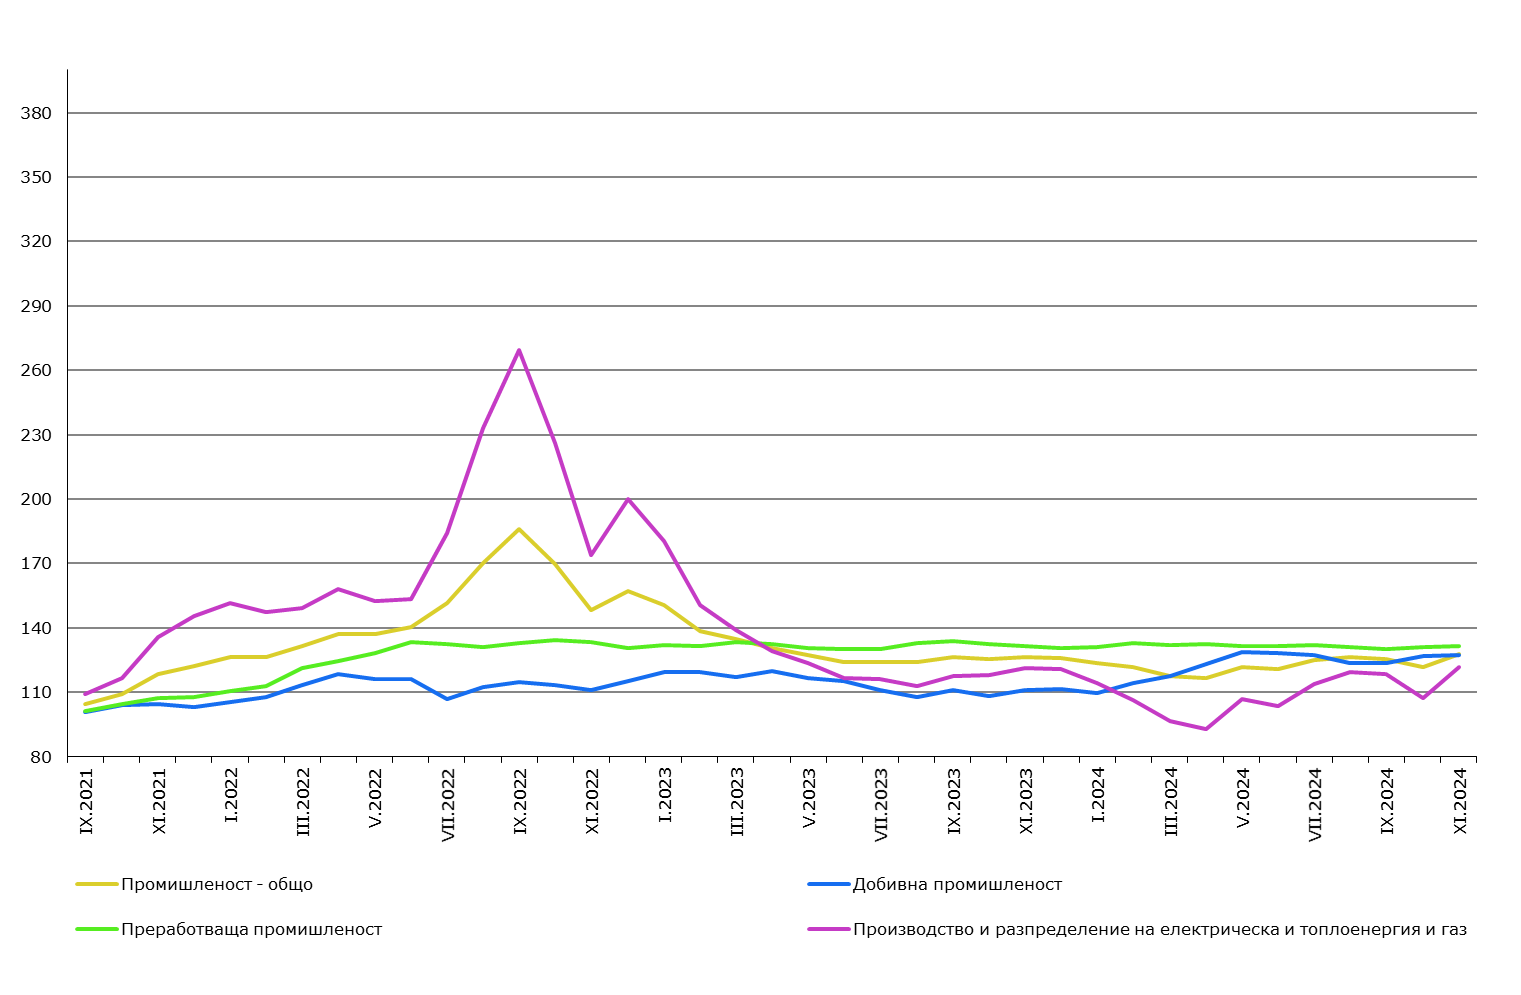 380
350
320
290
260
230
200
170
140
110
80
IX.2021
XI.2021
I.2022
III.2022
V.2022
VII.2022
IX.2022
XI.2022
I.2023
III.2023
V.2023
VII.2023
IX.2023
XI.2023
I.2024
III.2024
V.2024
VII.2024
IX.2024
XI.2024
Промишленост - общо
Добивна промишленост
Преработваща промишленост
Производство и разпределение на електрическа и топлоенергия и газ